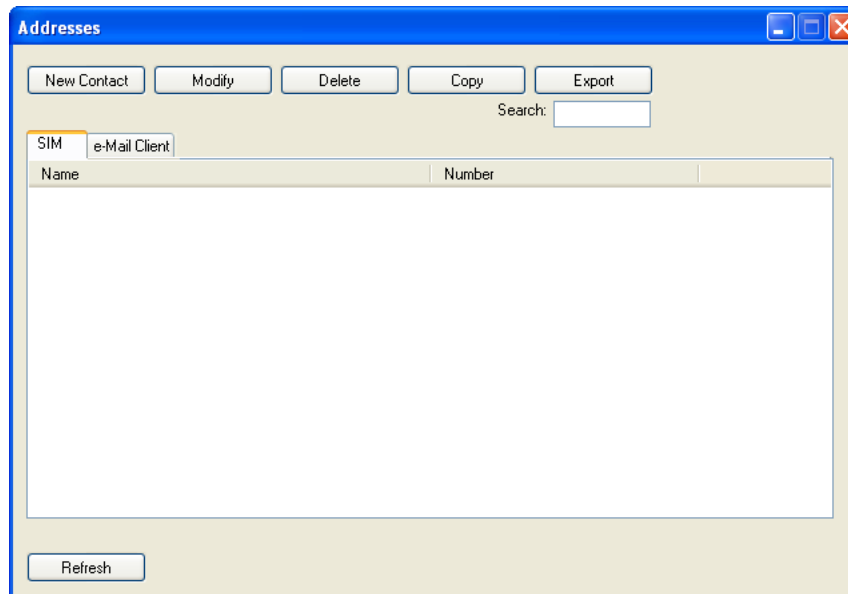 Addresses
New Contact Modify Delete Copy Export
Search:
SIM e-Mail Client
Name Number
Refresh